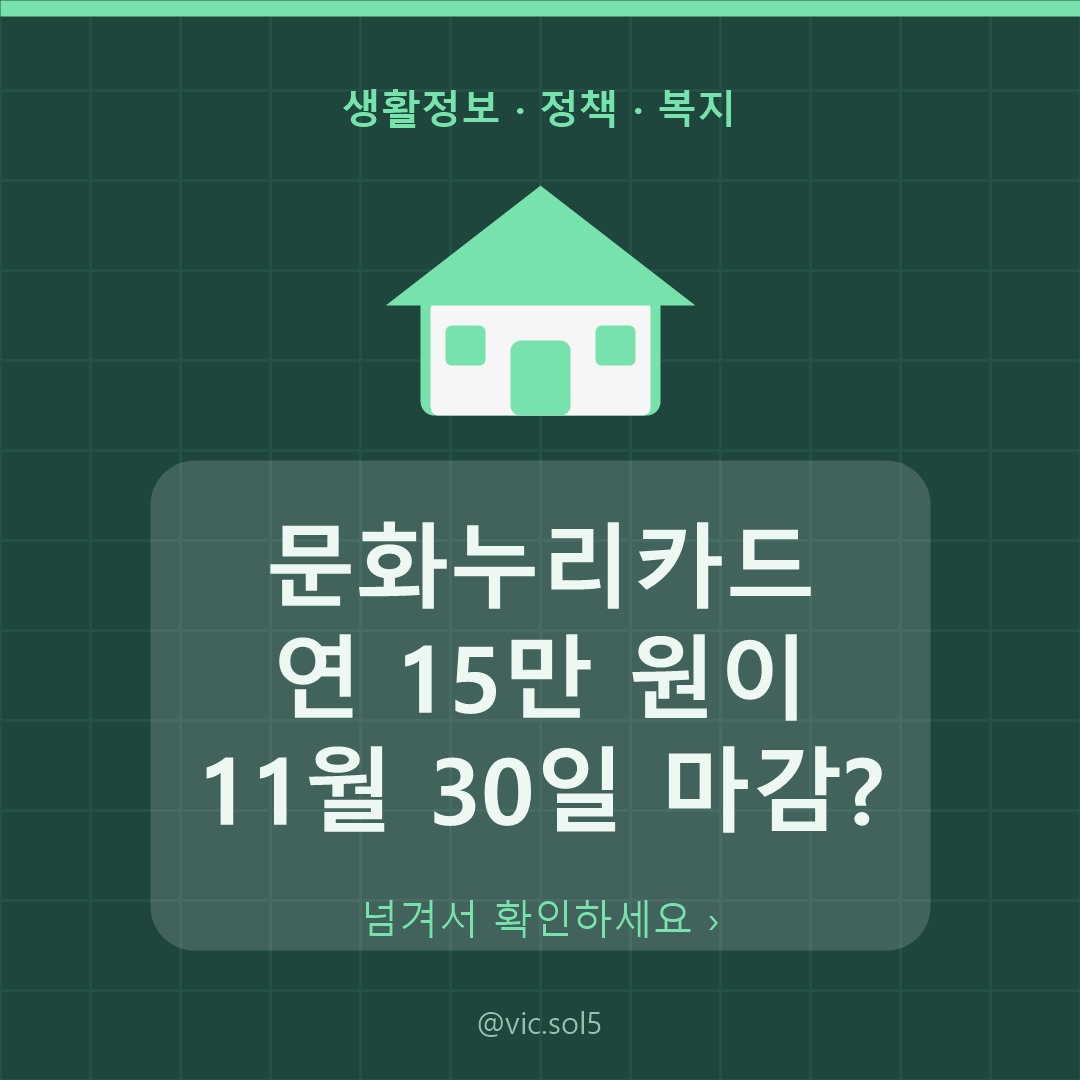 생활정보 · 정책 · 복지
문화누리카드
연 15만 원이
11월 30일 마감?
넘겨서 확인하세요 ›
@vic.sol5